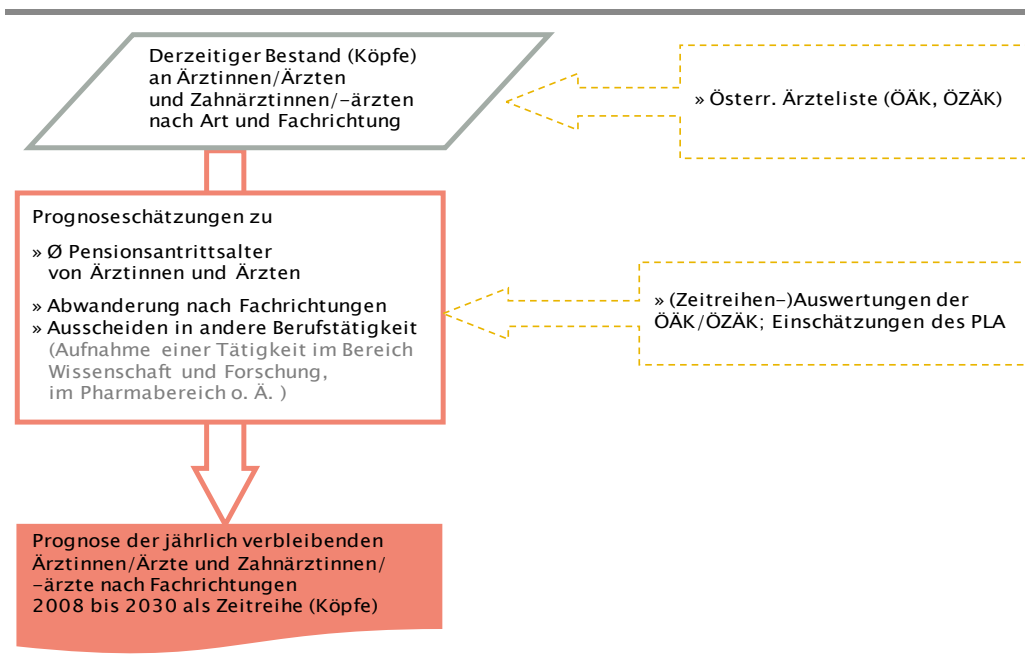 Derzeitiger Bestand (Köpfe)
an Ärztinnen/Ärzten
und Zahnärztinnen/-ärzten
nach Art und Fachrichtung
» Österr. Ärzteliste (ÖÄK, ÖZÄK)
Prognoseschätzungen zu
» Ø Pensionsantrittsalter
von Ärztinnen und Ärzten
» Abwanderung nach Fachrichtungen
» Ausscheiden in andere Berufstätigkeit
(Aufnahme einer Tätigkeit im Bereich
Wissenschaft und Forschung,
im Pharmabereich o. Ä. )
» (Zeitreihen-)Auswertungen der
ÖÄK/ÖZÄK; Einschätzungen des PLA
Prognose der jährlich verbleibenden
Ärztinnen/Ärzte und Zahnärztinnen/
-ärzte nach Fachrichtungen
2008 bis 2030 als Zeitreihe (Köpfe)